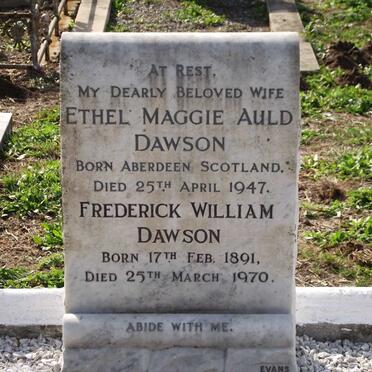 At Rest,
My Dearly Beloved Wife
Ethel Maggie Auld
Dawson
Born Aberdeen Scotland,
Died 25th April 1947.
Frederick William
Dawson
Born 17th Feb. 1891,
Died 25th March 1970.
Abide With Me.
EVANS